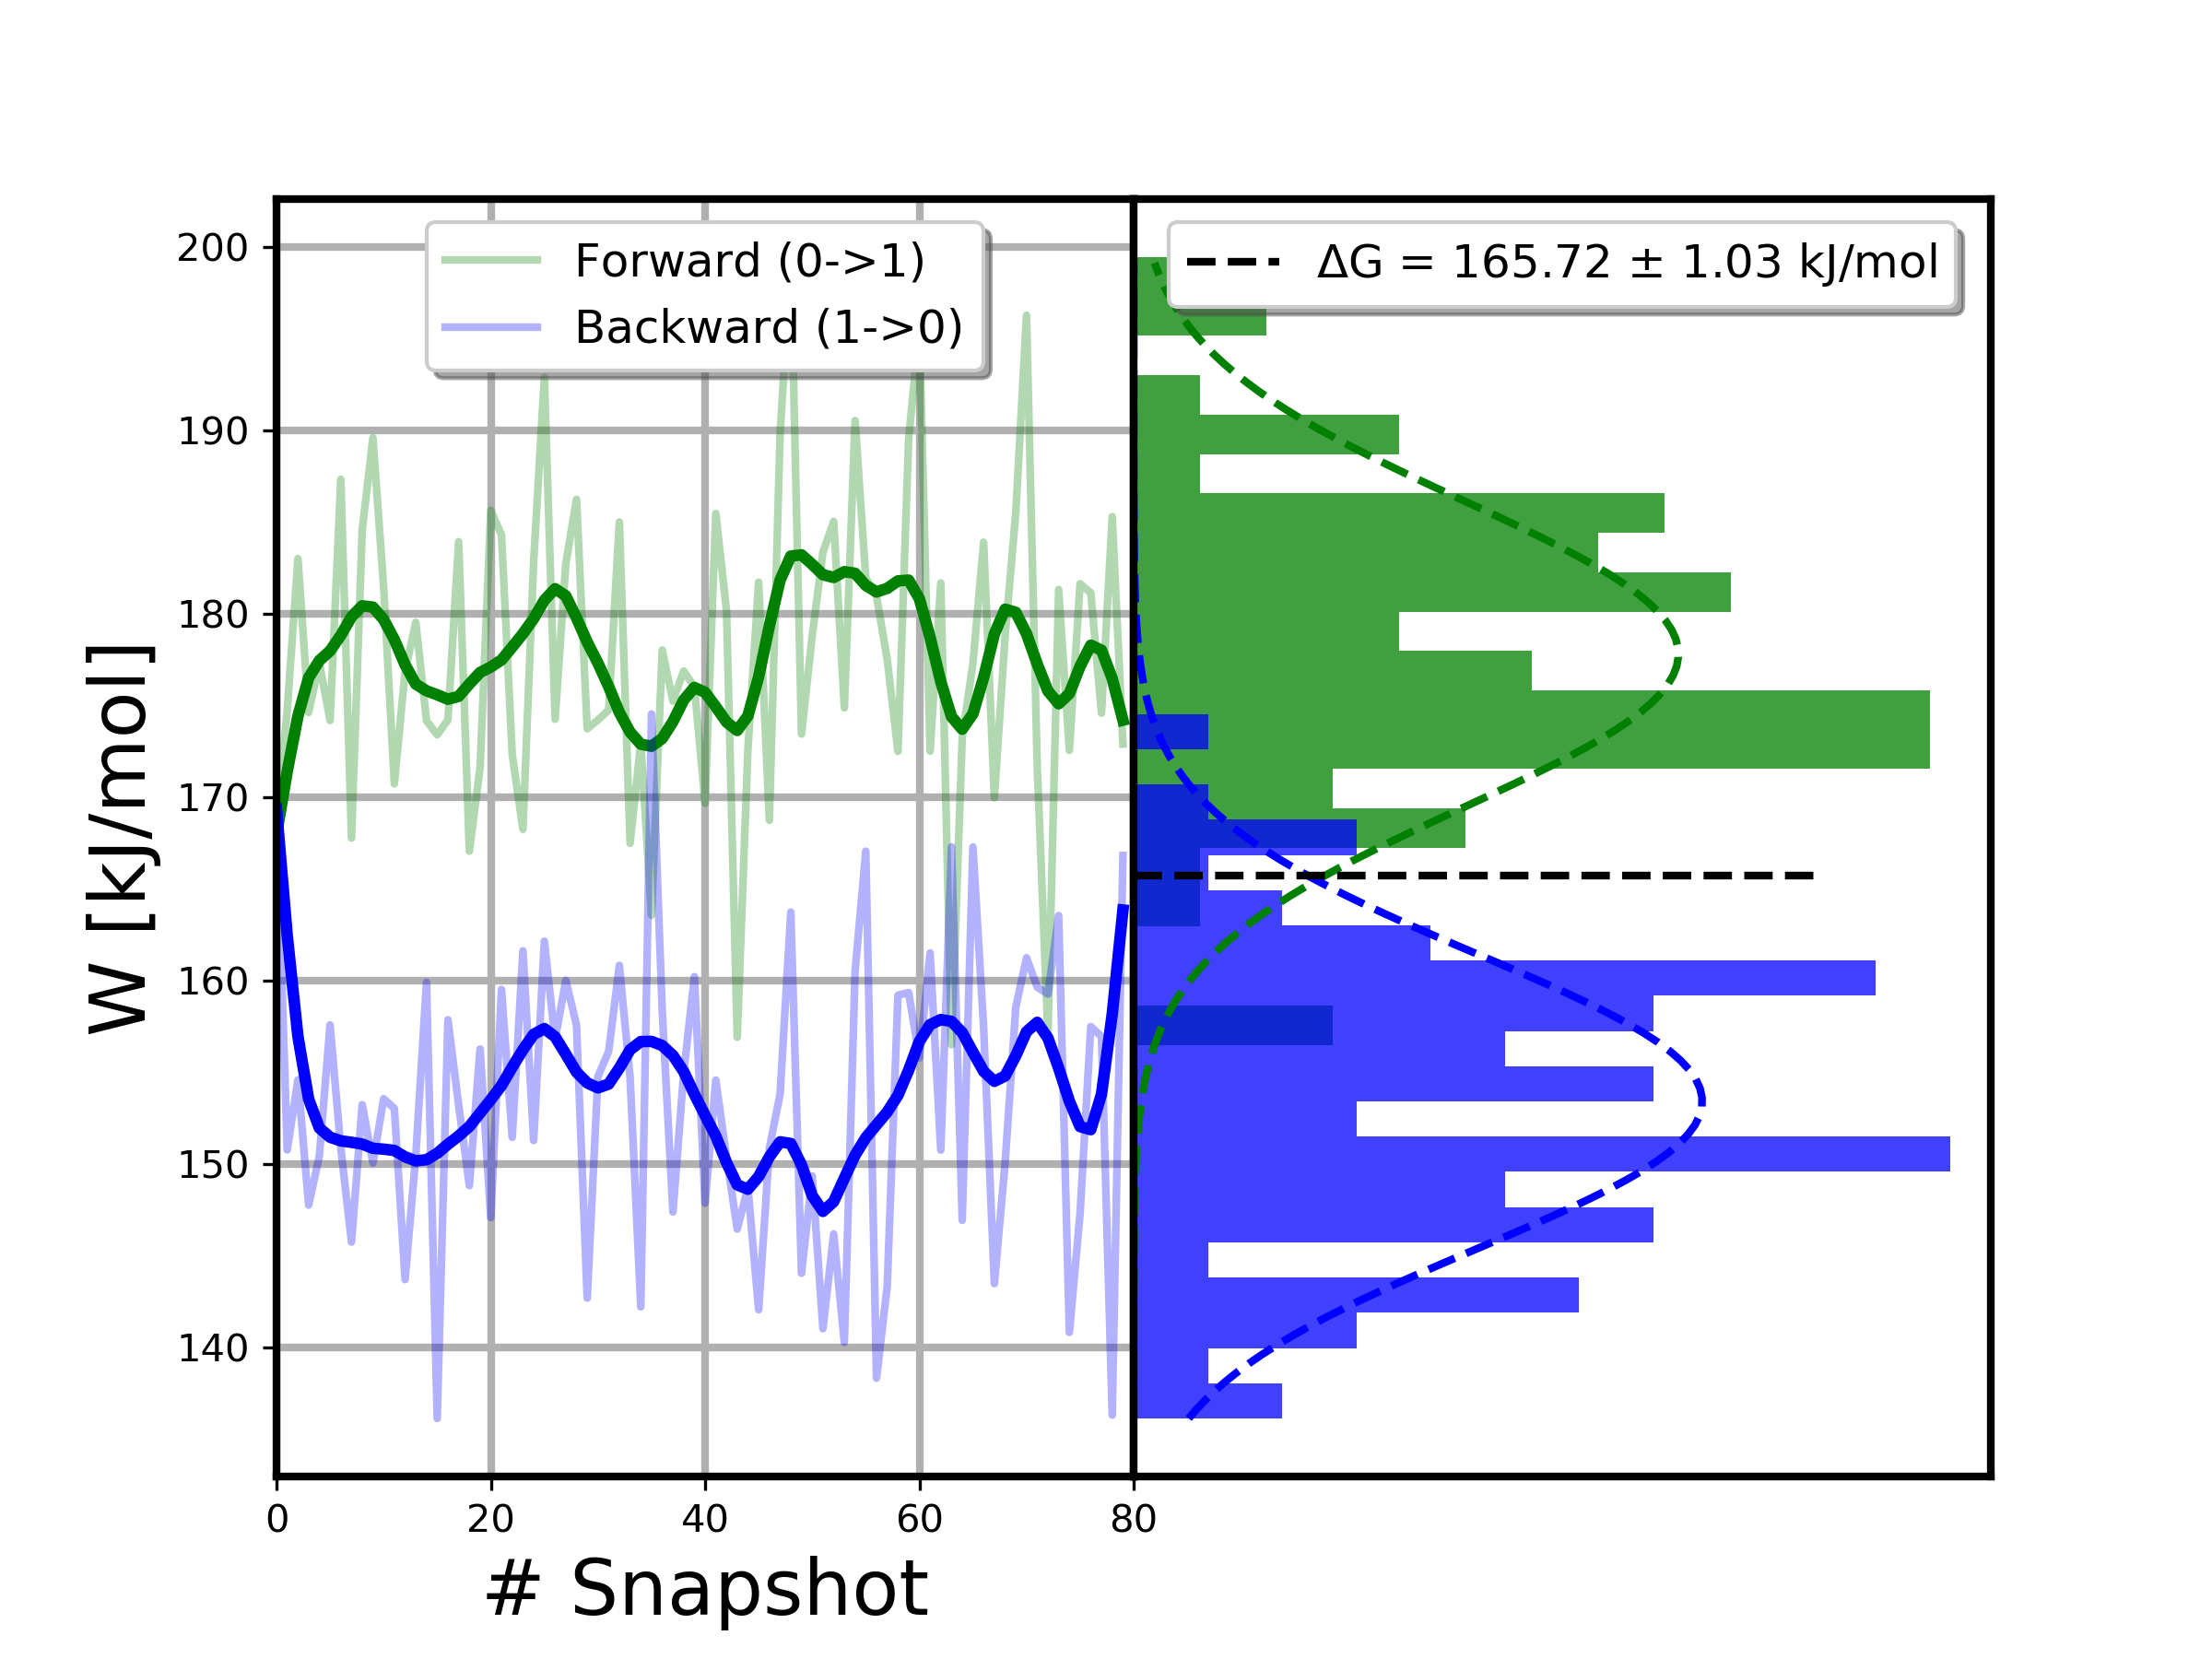 Forward (0->1)
Backward (1->0)
ΔG = 165.72 ± 1.03 kJ/mol
200
190
180
170
160
150
140
W [kJ/mol]
0 20 40 60 80
# Snapshot